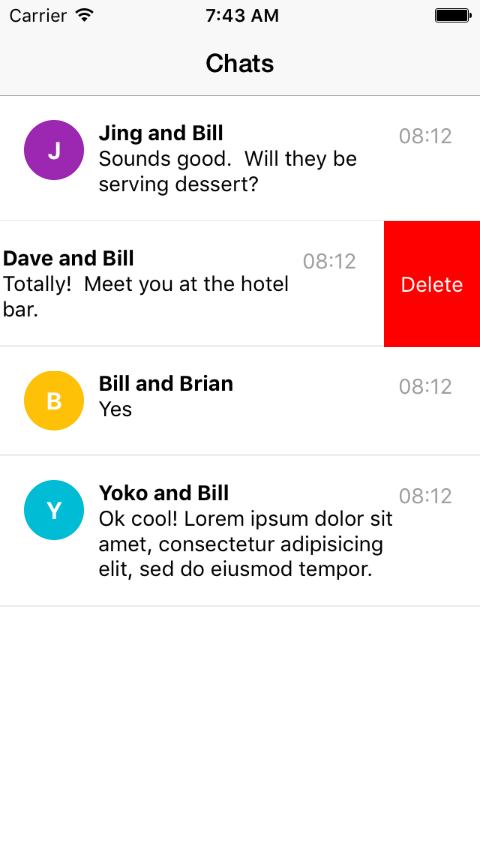 Carrier 7:43 AM
Chats
J
Jing and Bill 08:12
Sounds good.  Will they be
serving dessert?
Dave and Bill 08:12
Totally!  Meet you at the hotel
bar.
Delete
B
Bill and Brian 08:12
Yes
Y
Yoko and Bill 08:12
Ok cool! Lorem ipsum dolor sit
amet, consectetur adipisicing
elit, sed do eiusmod tempor.